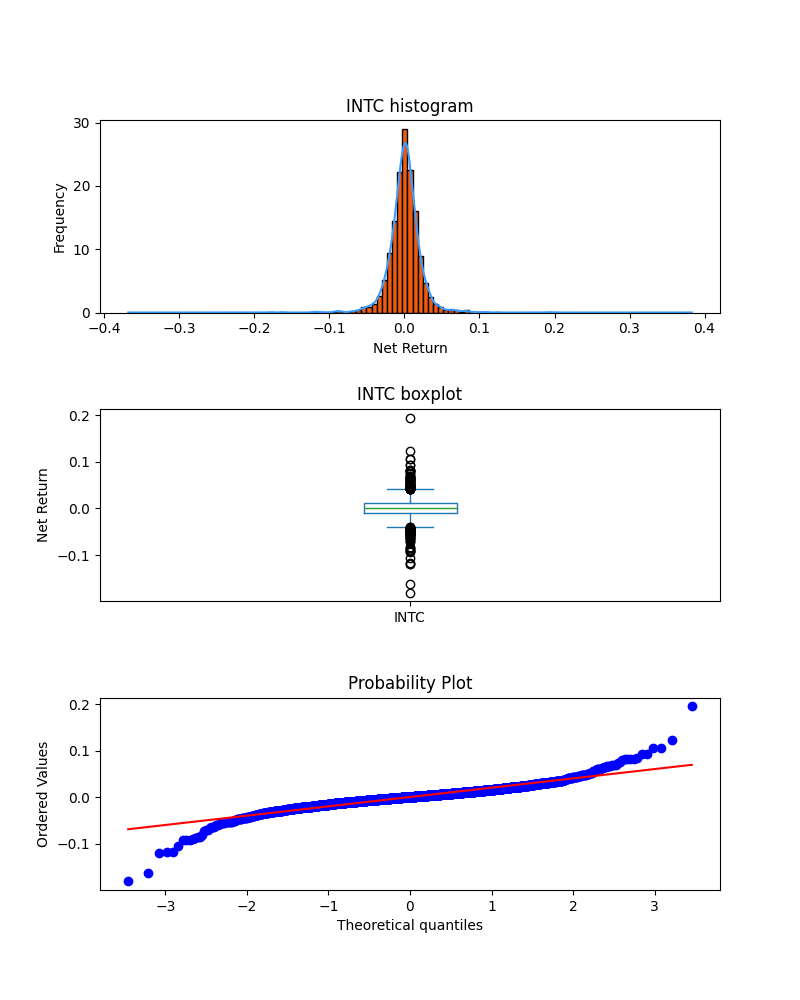 INTC histogram
30
20
10
0
Frequency
−0.4 −0.3 −0.2 −0.1 0.0 0.1 0.2 0.3 0.4
Net Return
INTC boxplot
0.2
0.1
0.0
−0.1
Net Return
INTC
Probability Plot
0.2
0.1
0.0
−0.1
Ordered Values
−3 −2 −1 0 1 2 3
Theoretical quantiles